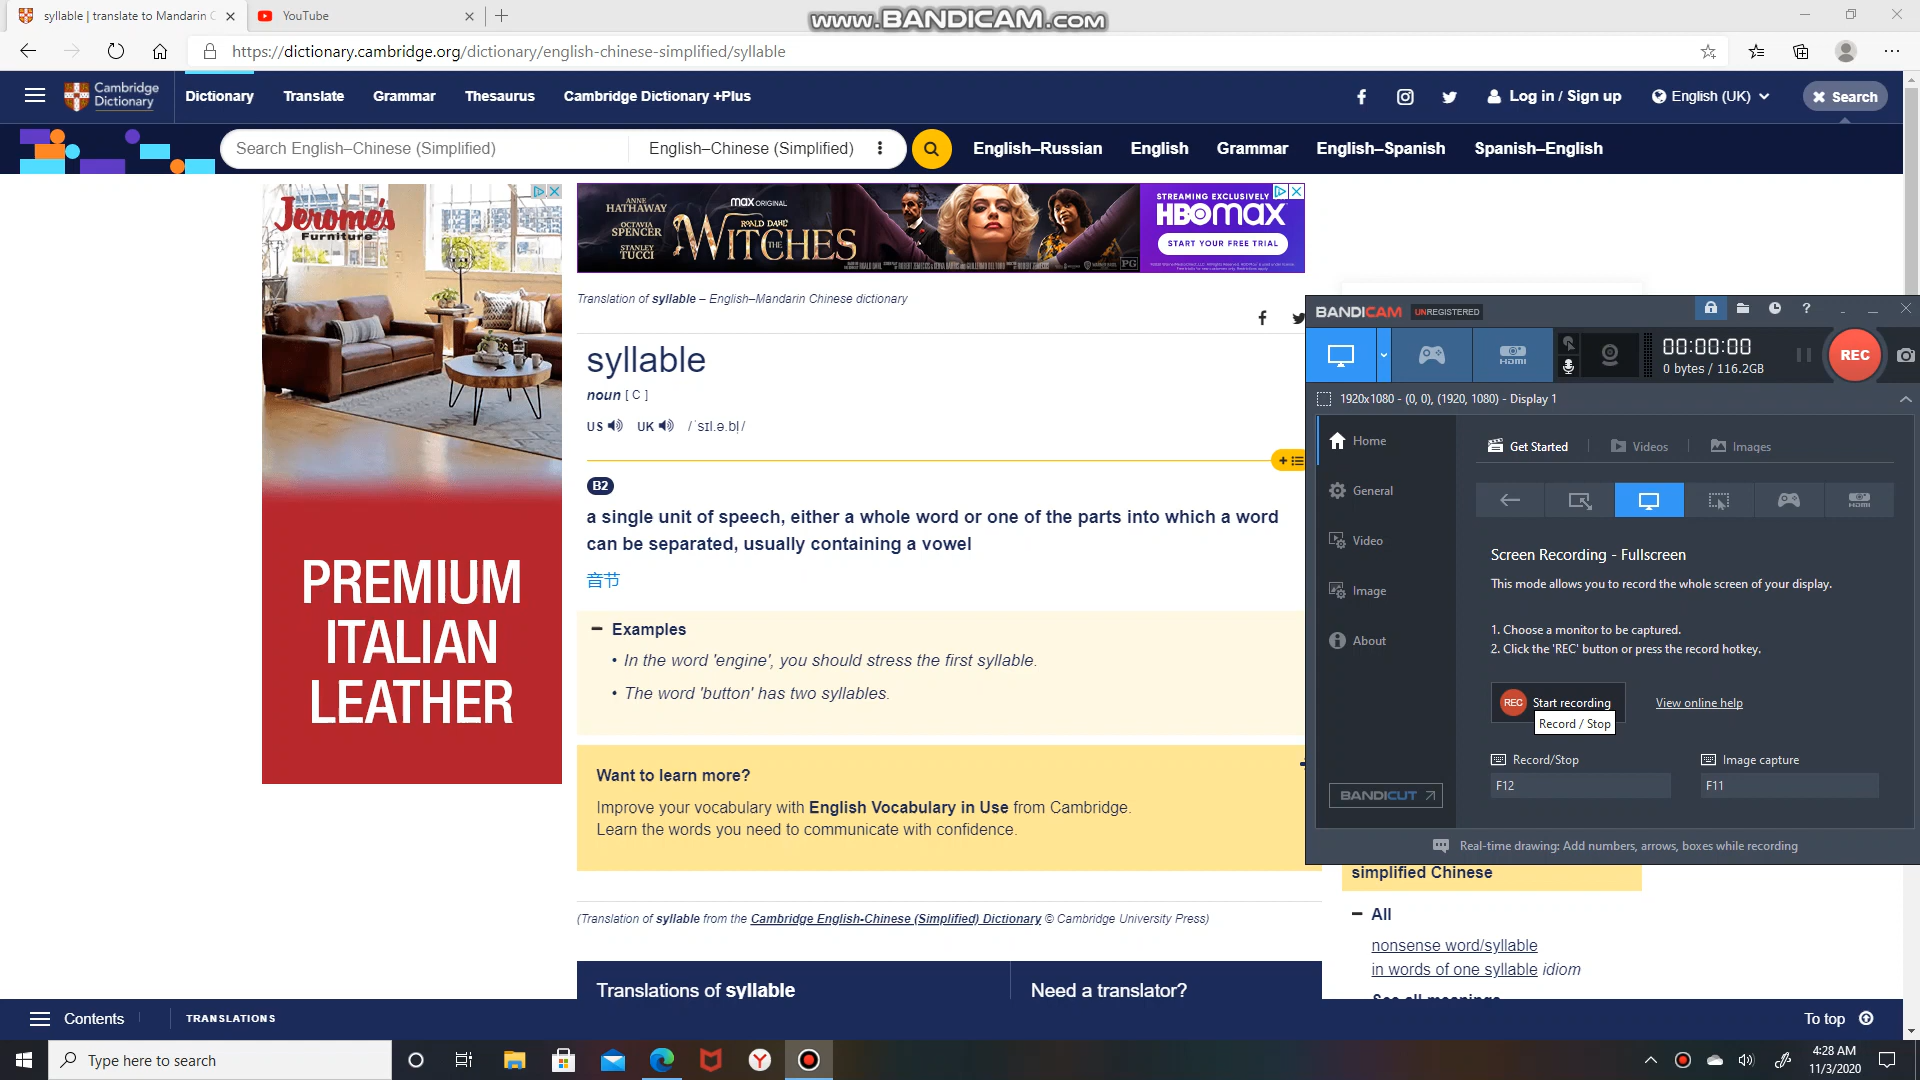 syllable | translate to Mandarin C
YouTube
www.BANDICAM.com
https://dictionary.cambridge.org/dictionary/english-chinese-simplified/syllable
Cambridge
Dictionary
Dictionary
Translate
Grammar
Thesaurus
Cambridge Dictionary +Plus
Log in / Sign up
English (UK)
Search
Search English–Chinese (Simplified)
English–Chinese (Simplified)
English–Russian
English
Grammar
English–Spanish
Spanish–English
Jerome's
Furniture
PREMIUM
ITALIAN
LEATHER
ANNE
HATHAWAY
OCTAVIA
SPENCER
STANLEY
TUCCI
max ORIGINAL
ROALD DAHL'S
THE WITCHES
PG
STREAMING EXCLUSIVELY
HBOmax
START YOUR FREE TRIAL
Translation of syllable – English–Mandarin Chinese dictionary
syllable
noun [ C ]
US
UK
/ˈsɪl.ə.bl̩/
B2
a single unit of speech, either a whole word or one of the parts into which a word
can be separated, usually containing a vowel
音节
Examples
• In the word 'engine', you should stress the first syllable.
• The word 'button' has two syllables.
Want to learn more?
Improve your vocabulary with English Vocabulary in Use from Cambridge.
Learn the words you need to communicate with confidence.
(Translation of syllable from the Cambridge English-Chinese (Simplified) Dictionary © Cambridge University Press)
Translations of syllable
Need a translator?
BANDICAM UNREGISTERED
HDMI
00:00:00
0 bytes / 116.2GB
REC
1920x1080 - (0, 0), (1920, 1080) - Display 1
Home
General
Video
Image
About
BANDICUT
Get Started
Videos
Images
HDMI
Screen Recording - Fullscreen
This mode allows you to record the whole screen of your display.
1. Choose a monitor to be captured.
2. Click the 'REC' button or press the record hotkey.
REC
Start recording
Record / Stop
View online help
Record/Stop
F12
Image capture
F11
Real-time drawing: Add numbers, arrows, boxes while recording
simplified Chinese
All
nonsense word/syllable
in words of one syllable idiom
See all meanings
Contents
TRANSLATIONS
To top
Type here to search
4:28 AM
11/3/2020